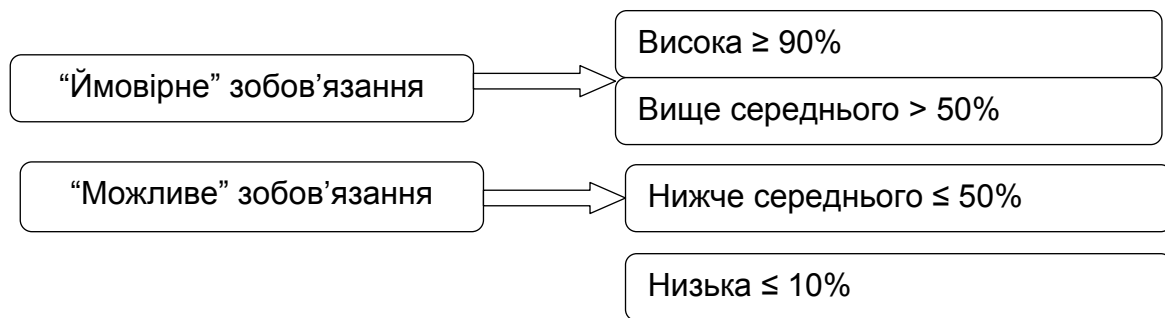 Висока ≥ 90%
“Ймовірне” зобов’язання
Вище середнього > 50%
“Можливе” зобов’язання
Нижче середнього ≤ 50%
Низька ≤ 10%